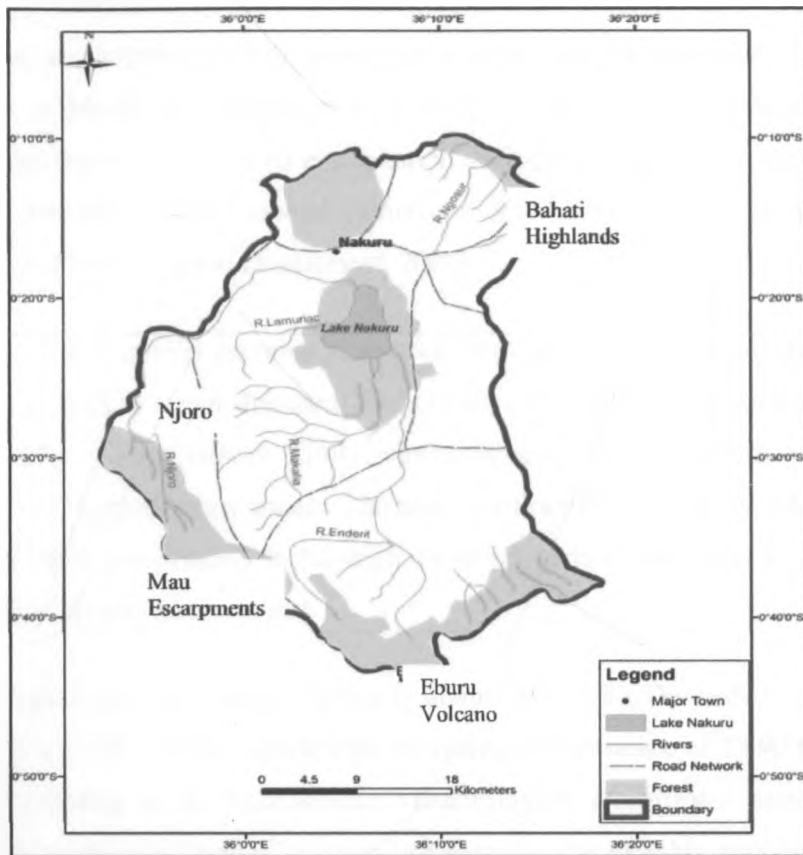 36°0'0"E
36°10'0"E
36°20'0"E
N
0°10'0"S
0°10'0"S
R.Ngosur
Bahati
Highlands
Nakuru
0°20'0"S
0°20'0"S
R.Lamuriac
Lake Nakuru
Njoro
0°30'0"S
0°30'0"S
R.Njoro
R.Makalia
R.Enderit
Mau
Escarpments
0°40'0"S
0°40'0"S
E
Eburu
Volcano
Legend
Major Town
Lake Nakuru
Rivers
Road Network
Forest
Boundary
0°50'0"S
0°50'0"S
0 4.5 9 18
Kilometers
36°0'0"E
36°10'0"E
36°20'0"E